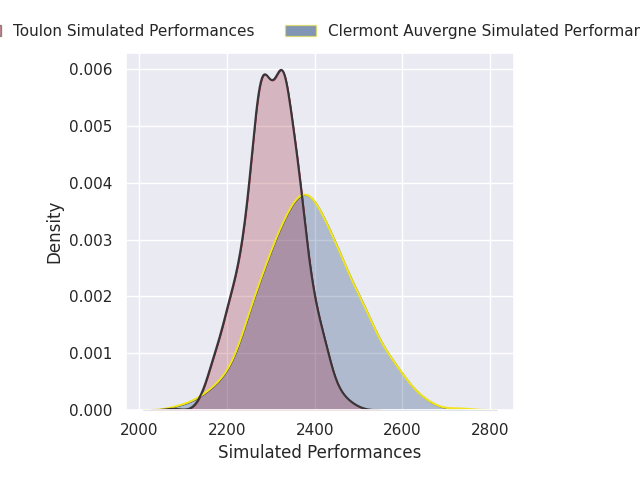 Toulon Simulated Performances
Clermont Auvergne Simulated
0.006
0.005
0.004
0.003
0.002
0.001
0.000
Density
2000 2200 2400 2600 2800
Simulated Performances